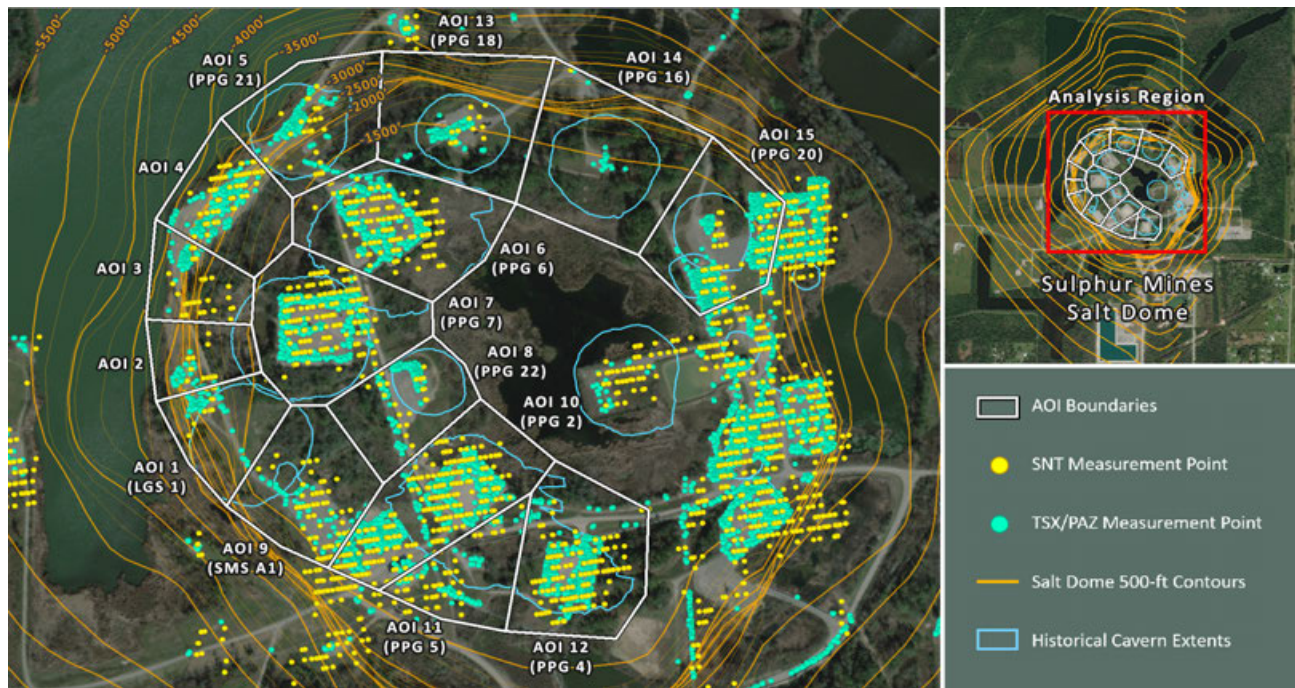 -5500'
-5000'
-4500'
-4000'
-3500'
-3000'
-2500'
-2000'
-1500'
AOI 13
(PPG 18)
AOI 5
(PPG 21)
AOI 14
(PPG 16)
AOI 15
(PPG 20)
AOI 4
AOI 6
(PPG 6)
AOI 3
AOI 7
(PPG 7)
AOI 2
AOI 8
(PPG 22)
AOI 10
(PPG 2)
AOI 1
(LGS 1)
AOI 9
(SMS A1)
AOI 11
(PPG 5)
AOI 12
(PPG 4)
Analysis Region
Sulphur Mines
Salt Dome
AOI Boundaries
SNT Measurement Point
TSX/PAZ Measurement Point
Salt Dome 500-ft Contours
Historical Cavern Extents